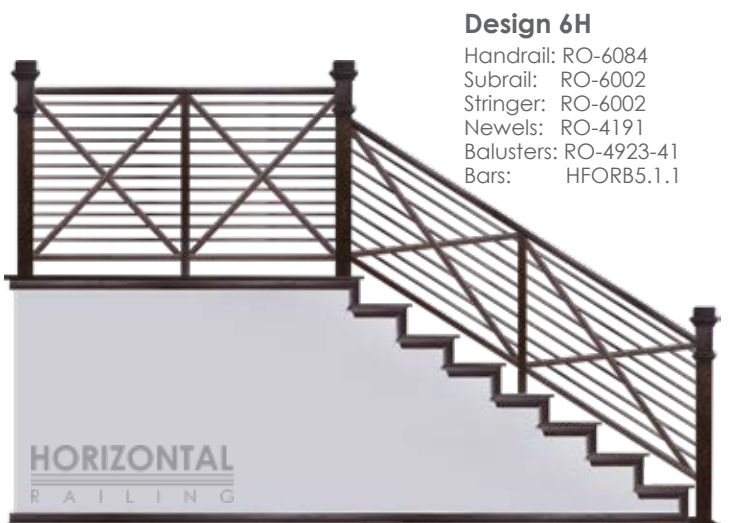 Design 6H
Handrail: RO-6084
Subrail: RO-6002
Stringer: RO-6002
Newels: RO-4191
Balusters: RO-4923-41
Bars: HFORB5.1.1
HORIZONTAL
RAILING